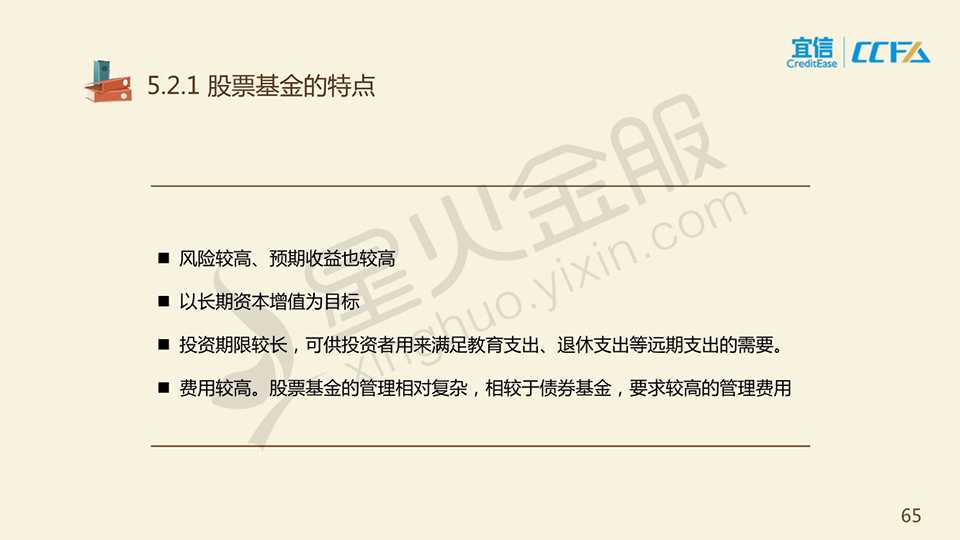 宜信
CreditEase
CCFA
5.2.1 股票基金的特点
星火金服
xinghuo.yixin.com
■ 风险较高、预期收益也较高
■ 以长期资本增值为目标
■ 投资期限较长，可供投资者用来满足教育支出、退休支出等远期支出的需要。
■ 费用较高。股票基金的管理相对复杂，相较于债券基金，要求较高的管理费用
65